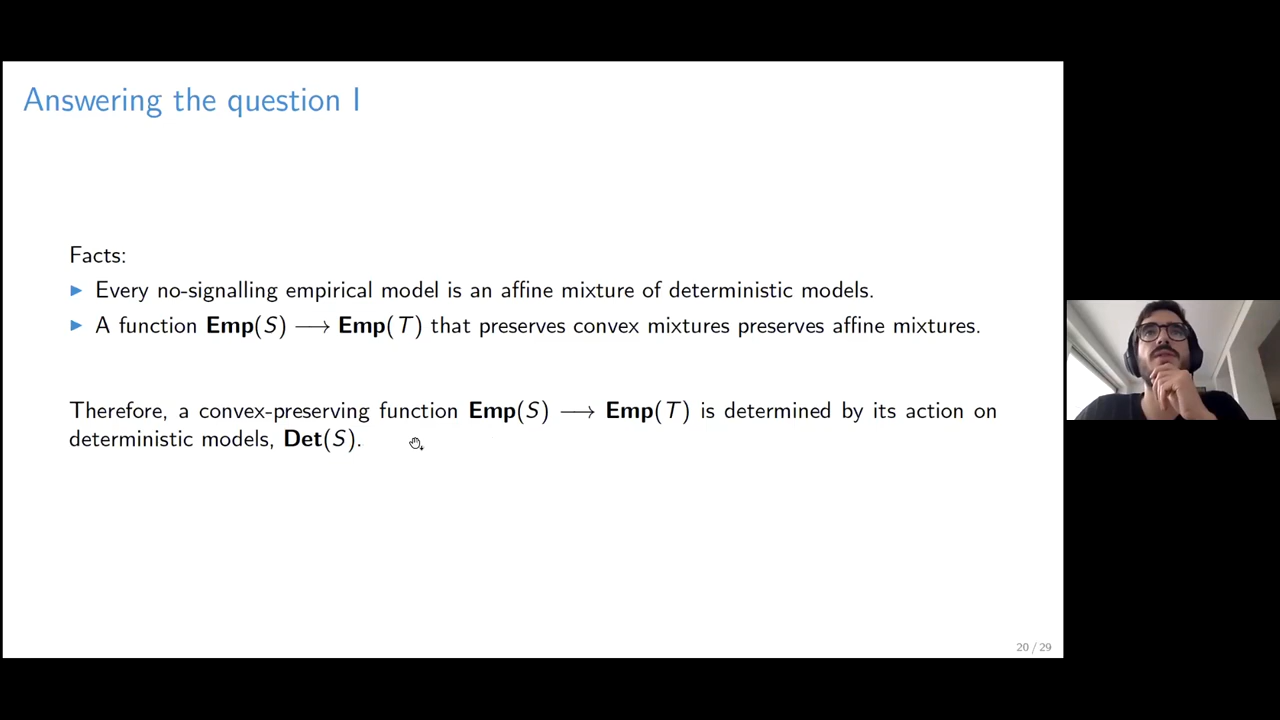 Answering the question I
Facts:
▶ Every no-signalling empirical model is an affine mixture of deterministic models.
▶ A function Emp(S) ⟶ Emp(T) that preserves convex mixtures preserves affine mixtures.
Therefore, a convex-preserving function Emp(S) ⟶ Emp(T) is determined by its action on
deterministic models, Det(S).
20 / 29